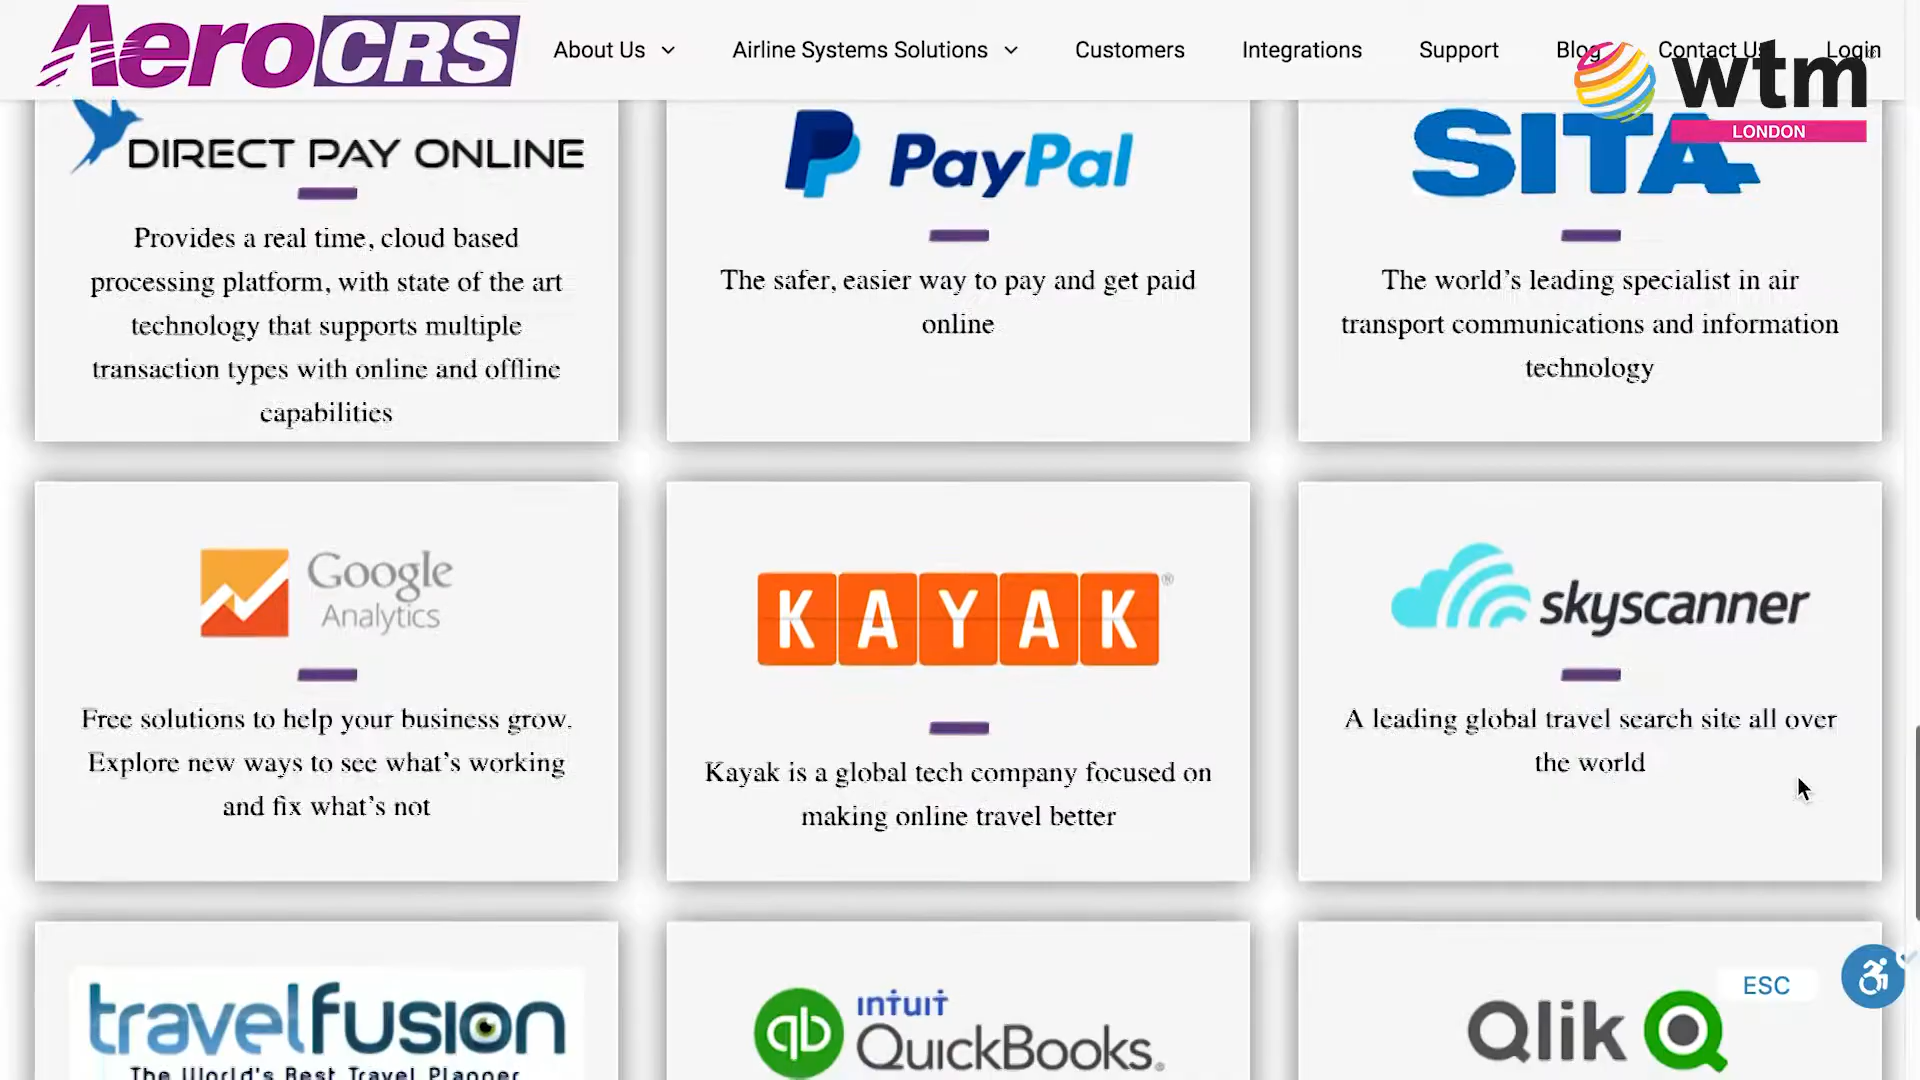 AeroCRS
About Us
Airline Systems Solutions
Customers
Integrations
Support
Blog
Contact Us
Login
wtm
LONDON
DIRECT PAY ONLINE
Provides a real time, cloud based
processing platform, with state of the art
technology that supports multiple
transaction types with online and offline
capabilities
PayPal
The safer, easier way to pay and get paid
online
SITA
The world’s leading specialist in air
transport communications and information
technology
Google
Analytics
Free solutions to help your business grow.
Explore new ways to see what’s working
and fix what’s not
KAYAK®
Kayak is a global tech company focused on
making online travel better
skyscanner
A leading global travel search site all over
the world
travelfusion
The World's Best Travel Planner
qb
intuit
QuickBooks.
Qlik Q
ESC